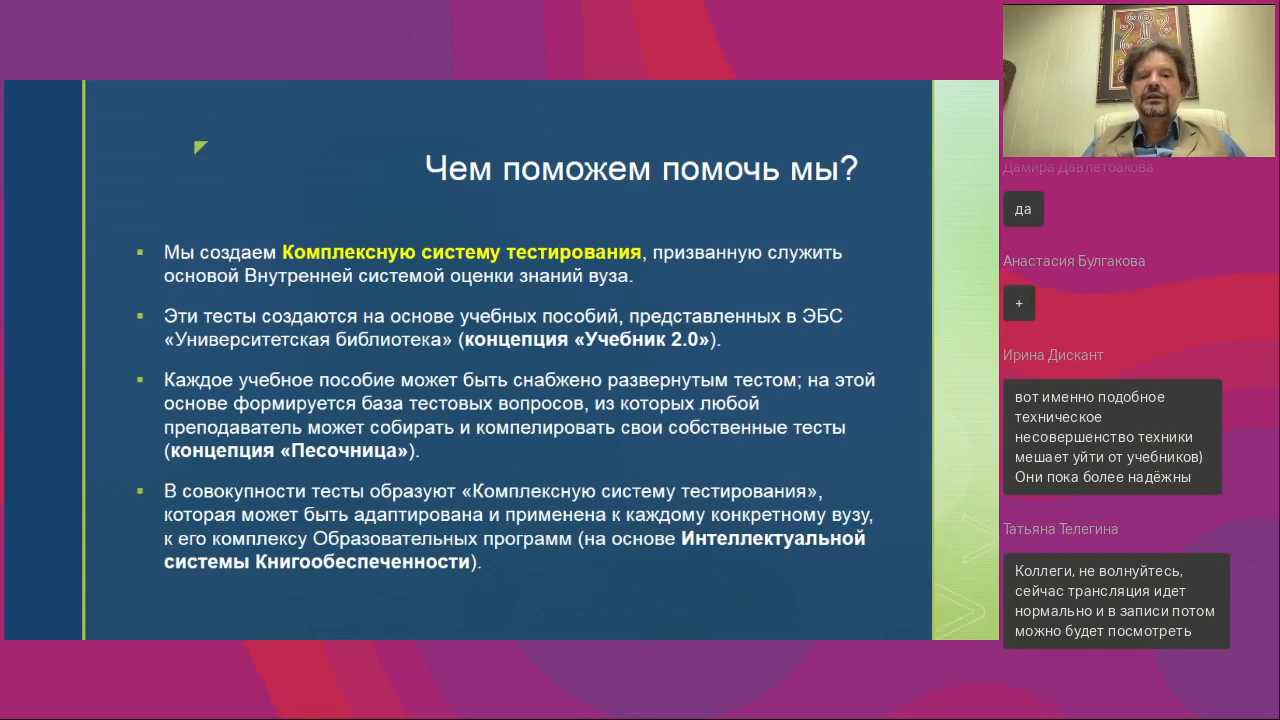 Чем поможем помочь мы?
Мы создаем Комплексную систему тестирования, призванную служить
основой Внутренней системой оценки знаний вуза.
Эти тесты создаются на основе учебных пособий, представленных в ЭБС
«Университетская библиотека» (концепция «Учебник 2.0»).
Каждое учебное пособие может быть снабжено развернутым тестом; на этой
основе формируется база тестовых вопросов, из которых любой
преподаватель может собирать и компелировать свои собственные тесты
(концепция «Песочница»).
В совокупности тесты образуют «Комплексную систему тестирования»,
которая может быть адаптирована и применена к каждому конкретному вузу,
к его комплексу Образовательных программ (на основе Интеллектуальной
системы Книгообеспеченности).
Дамира Давлетбакова
да
Анастасия Булгакова
+
Ирина Дискант
вот именно подобное
техническое
несовершенство техники
мешает уйти от учебников)
Они пока более надёжны
Татьяна Телегина
Коллеги, не волнуйтесь,
сейчас трансляция идет
нормально и в записи потом
можно будет посмотреть